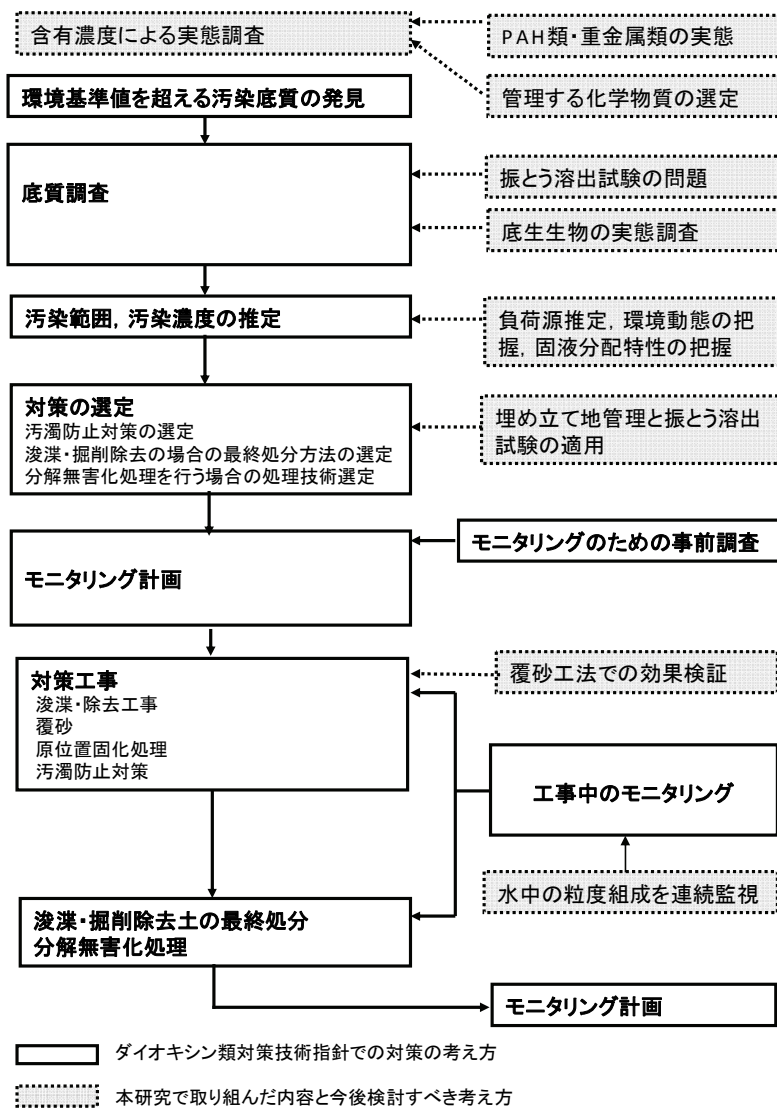 含有濃度による実態調査
PAH類・重金属類の実態
環境基準値を超える汚染底質の発見
管理する化学物質の選定
底質調査
振とう溶出試験の問題
底生生物の実態調査
汚染範囲，汚染濃度の推定
負荷源推定，環境動態の把
握，固液分配特性の把握
対策の選定
汚濁防止対策の選定
浚渫・掘削除去の場合の最終処分方法の選定
分解無害化処理を行う場合の処理技術選定
埋め立て地管理と振とう溶出
試験の適用
モニタリングのための事前調査
モニタリング計画
対策工事
浚渫・除去工事
覆砂
原位置固化処理
汚濁防止対策
覆砂工法での効果検証
工事中のモニタリング
水中の粒度組成を連続監視
浚渫・掘削除去土の最終処分
分解無害化処理
モニタリング計画
ダイオキシン類対策技術指針での対策の考え方
本研究で取り組んだ内容と今後検討すべき考え方